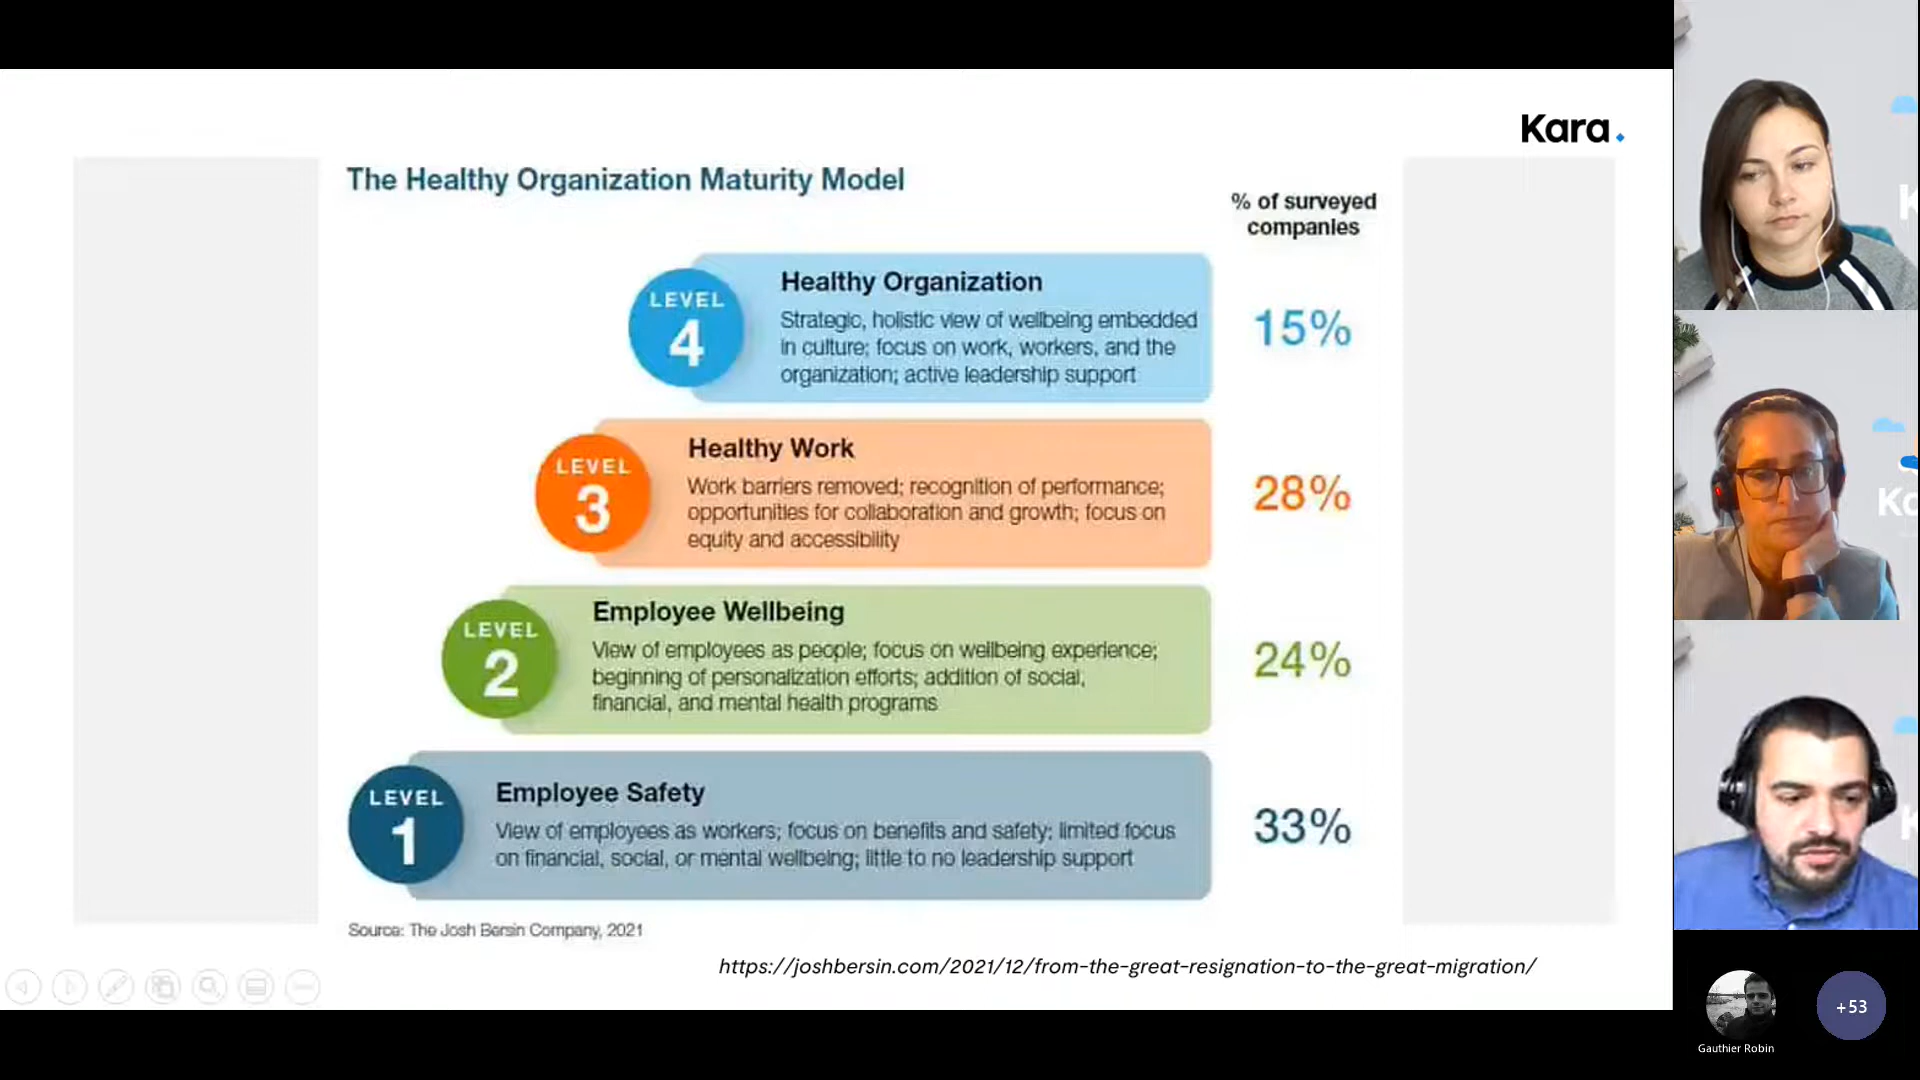 Kara.
The Healthy Organization Maturity Model
% of surveyed
companies
LEVEL
4
Healthy Organization
Strategic, holistic view of wellbeing embedded
in culture; focus on work, workers, and the
organization; active leadership support
15%
LEVEL
3
Healthy Work
Work barriers removed; recognition of performance;
opportunities for collaboration and growth; focus on
equity and accessibility
28%
LEVEL
2
Employee Wellbeing
View of employees as people; focus on wellbeing experience;
beginning of personalization efforts; addition of social,
financial, and mental health programs
24%
LEVEL
1
Employee Safety
View of employees as workers; focus on benefits and safety; limited focus
on financial, social, or mental wellbeing; little to no leadership support
33%
Source: The Josh Bersin Company, 2021
https://joshbersin.com/2021/12/from-the-great-resignation-to-the-great-migration/
K
Ka
K
+53
Gauthier Robin